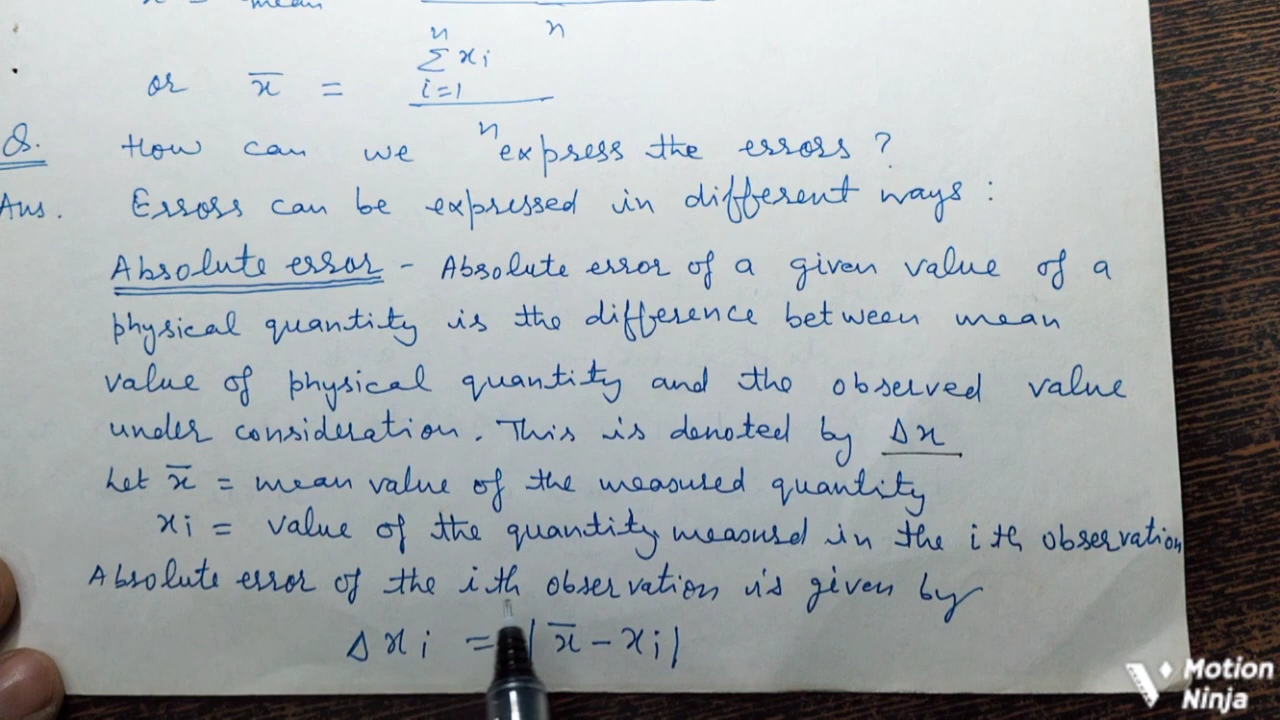 x̄ = mean
n
or x̄ = n Σ xi i=1
n
Q. How can we express the errors ?
Ans. Errors can be expressed in different ways :
Absolute error - Absolute error of a given value of a
physical quantity is the difference between mean
value of physical quantity and the observed value
under consideration. This is denoted by Δx
Let x̄ = mean value of the measured quantity
xi = value of the quantity measurd in the ith observation
Absolute error of the ith observation is given by
Δxi = |x̄ - xi|
Motion
Ninja